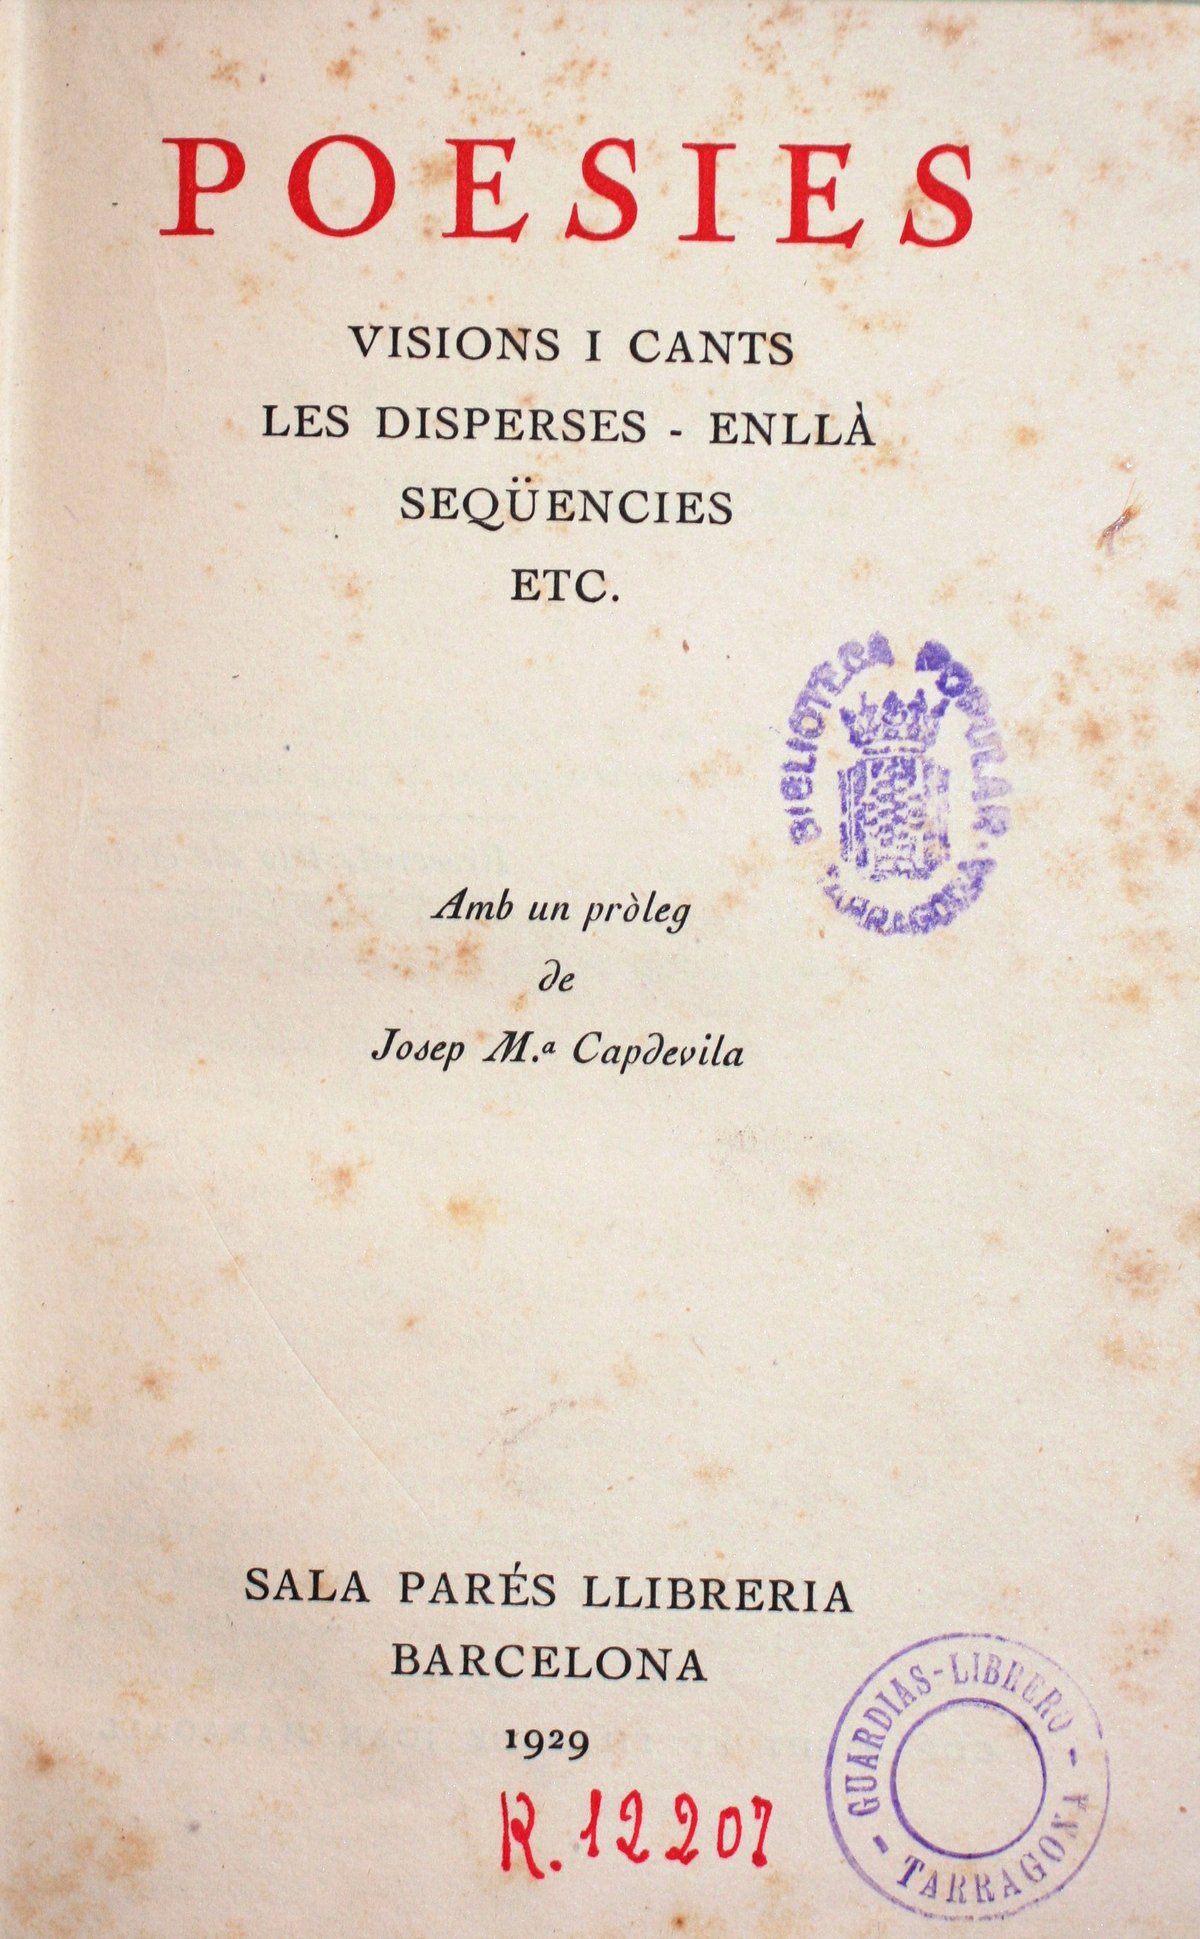 POESIES
VISIONS I CANTS
LES DISPERSES - ENLLÀ
SEQÜENCIES
ETC.
BIBLIOTECA POPULAR · TARRAGONA
Amb un pròleg
de
Josep M.ª Capdevila
SALA PARÉS LLIBRERIA
BARCELONA
1929
R. 12207
GUARDIAS-LIBRERO - TARRAGONA -